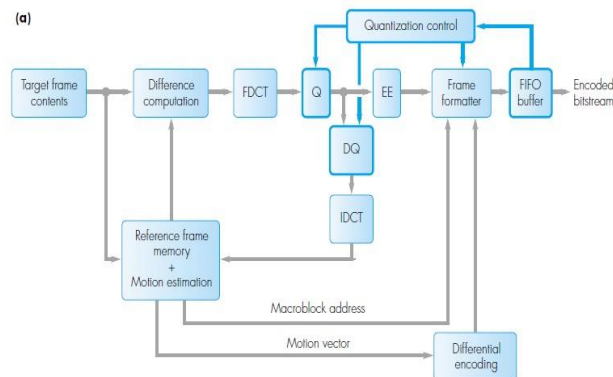 (a)
Quantization control
Target frame
contents
Difference
computation
FDCT
Q
EE
Frame
formatter
FIFO
buffer
Encoded
bitstream
DQ
IDCT
Reference frame
memory
+
Motion estimation
Macroblock address
Motion vector
Differential
encoding